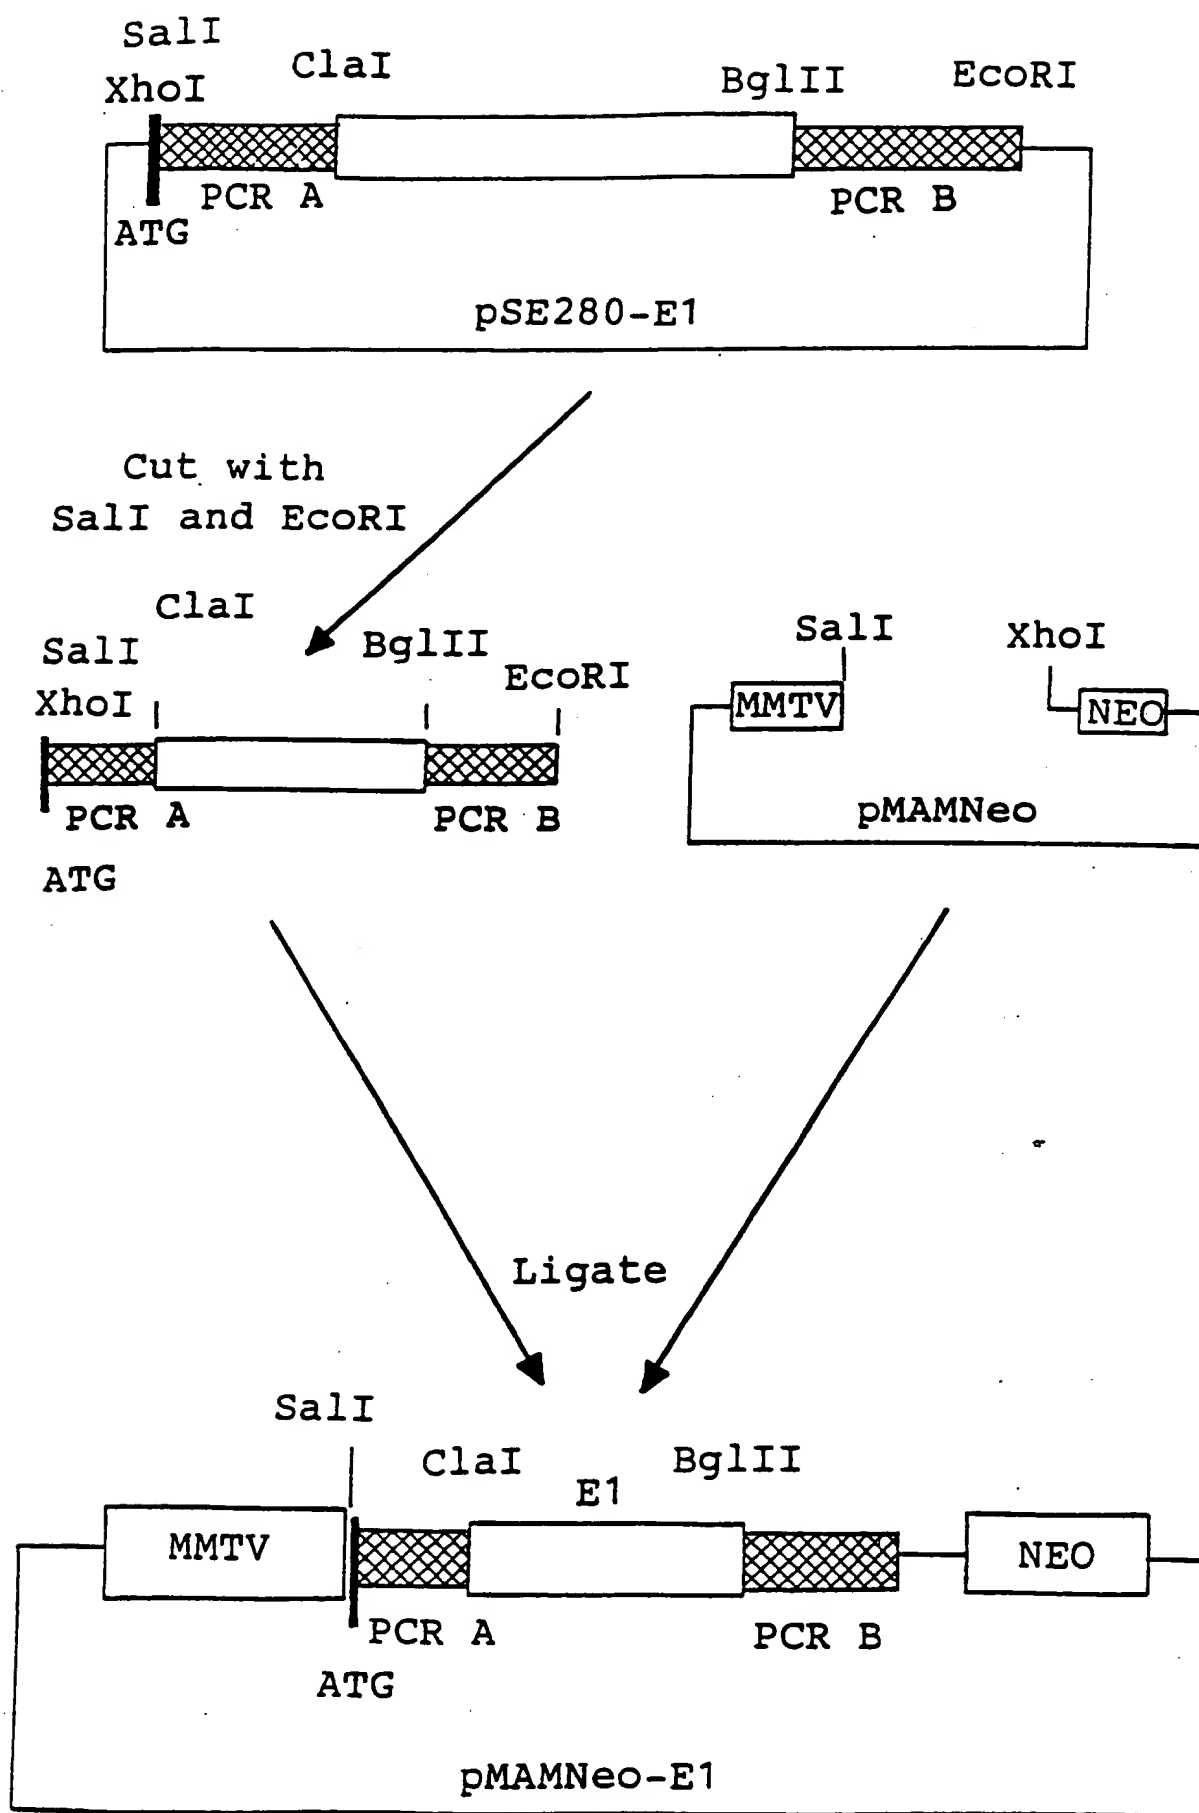 SalI
XhoI
ClaI
BglII
EcoRI
PCR A
PCR B
ATG
pSE280-E1
Cut with
SalI and EcoRI
ClaI
SalI
XhoI
BglII
EcoRI
PCR A
PCR B
ATG
SalI
XhoI
MMTV
NEO
pMAMNeo
Ligate
SalI
ClaI
E1
BglII
MMTV
NEO
PCR A
PCR B
ATG
pMAMNeo-E1